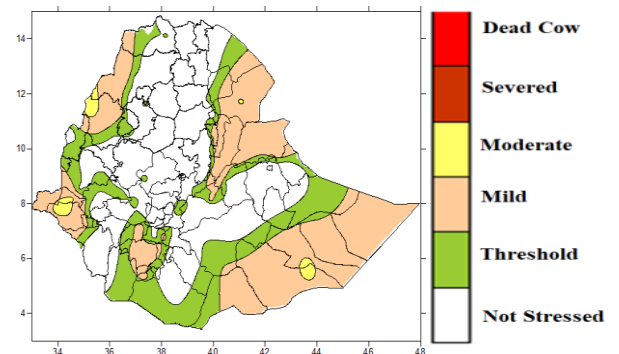 14
12
10
8
6
4
34 36 38 40 42 44 46 48
Dead Cow
Severed
Moderate
Mild
Threshold
Not Stressed